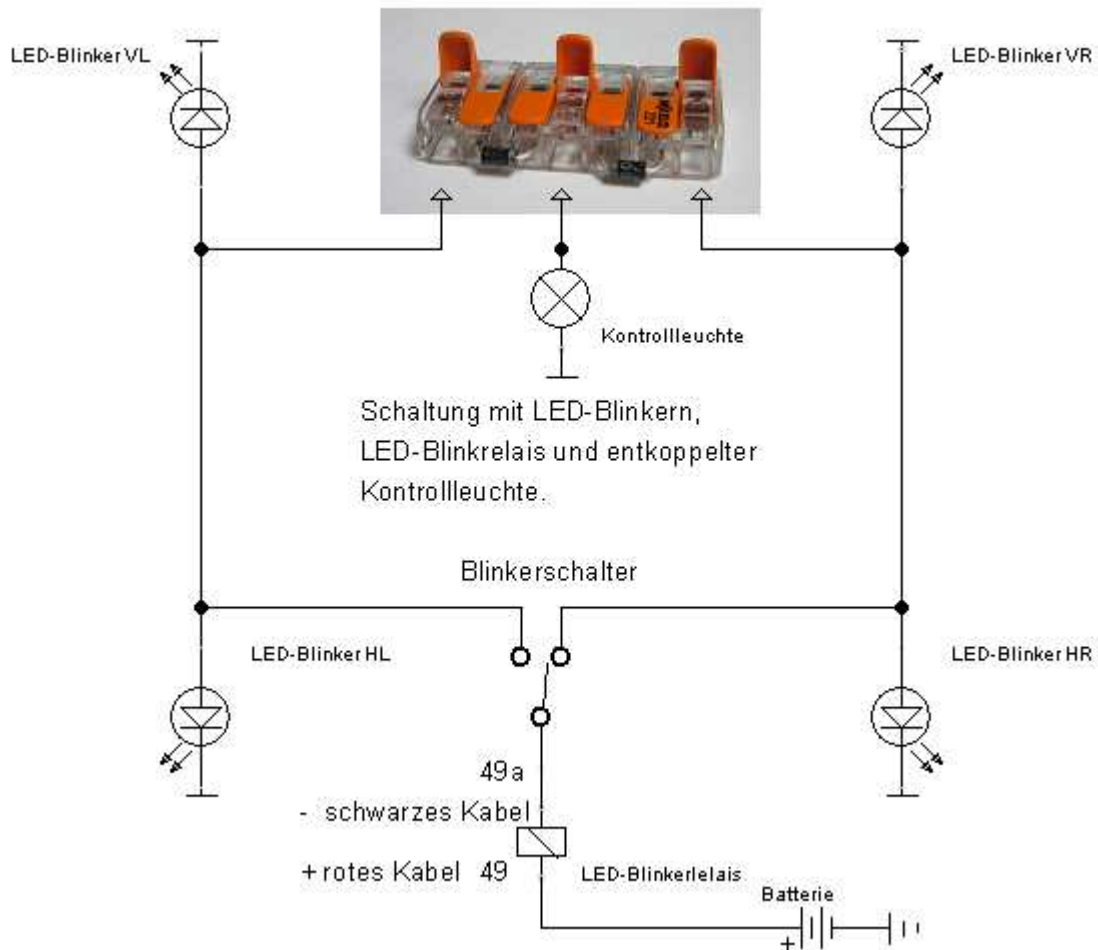 LED-Blinker VL
LED-Blinker VR
Kontrollleuchte
Schaltung mit LED-Blinkern,
LED-Blinkrelais und entkoppelter
Kontrollleuchte.
Blinkerschalter
LED-Blinker HL
LED-Blinker HR
49a
- schwarzes Kabel
+ rotes Kabel 49
LED-Blinkerlelais
Batterie
+